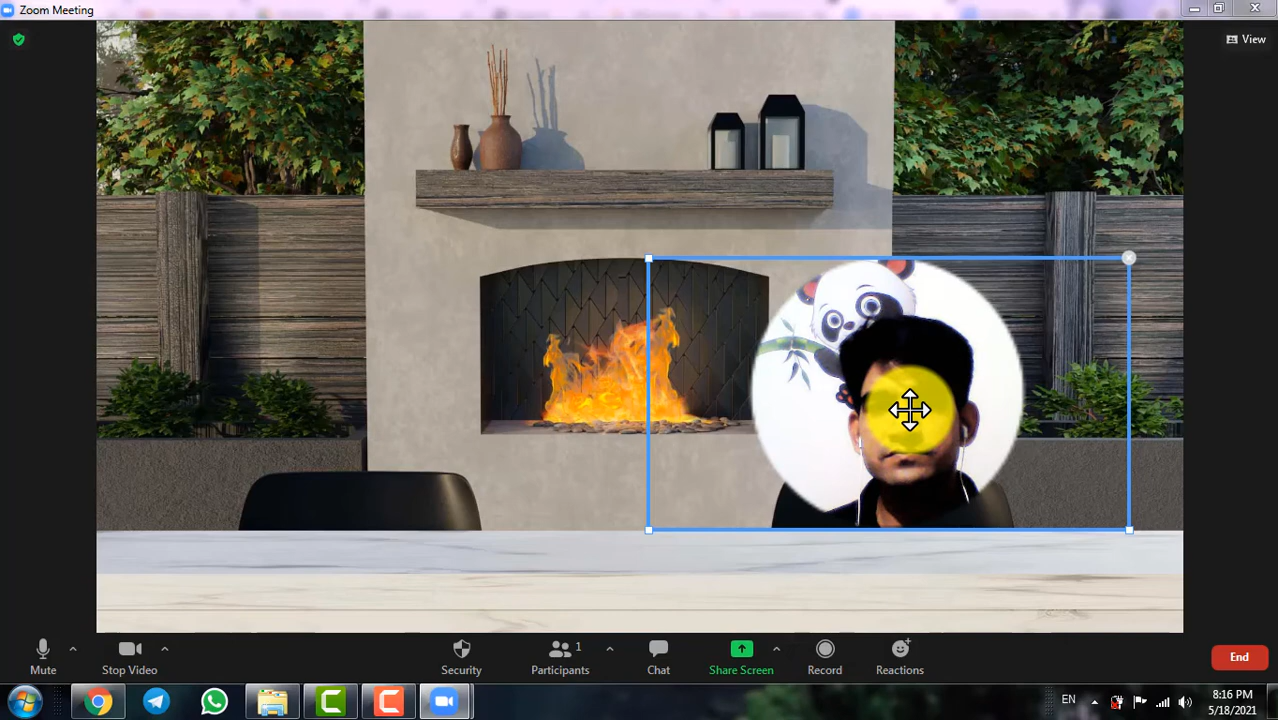 Zoom Meeting
View
Mute
Stop Video
Security
1
Participants
Chat
Share Screen
Record
Reactions
End
EN
8:16 PM
5/18/2021